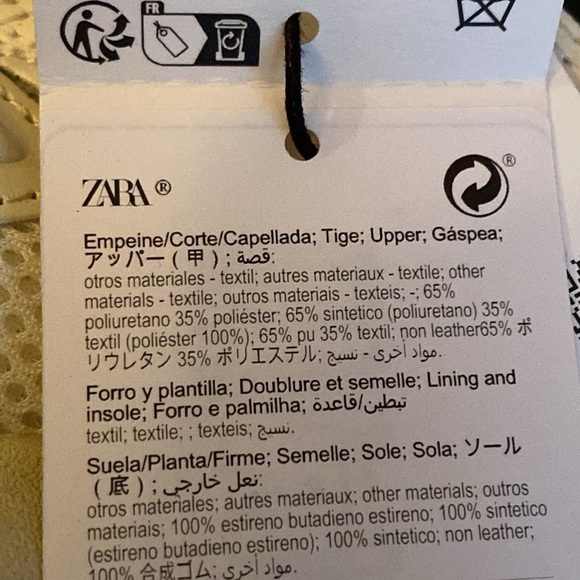 FR
ZARA ®
®
Empeine/Corte/Capellada; Tige; Upper; Gáspea;
アッパー ( 甲 ) ; قصة:
otros materiales - textil; autres materiaux - textile; other
materials - textile; outros materiais - texteis; -; 65%
poliuretano 35% poliéster; 65% sintetico (poliuretano) 35%
textil (poliéster 100%); 65% pu 35% textil; non leather65% ポ
リウレタン 35% ポリエステル; مواد أخرى - نسيج.
Forro y plantilla; Doublure et semelle; Lining and
insole; Forro e palmilha; تبطين/قاعدة
textil; textile; ; texteis; نسيج.
Suela/Planta/Firme; Semelle; Sole; Sola; ソール
( 底 ) ; نعل خارجي:
otros materiales; autres materiaux; other materials; outros
materiais; 100% estireno butadieno estireno; 100% sintetico
(estireno butadieno estireno); 100% sintetico; non leather;
100% 合成ゴム; مواد أخرى.